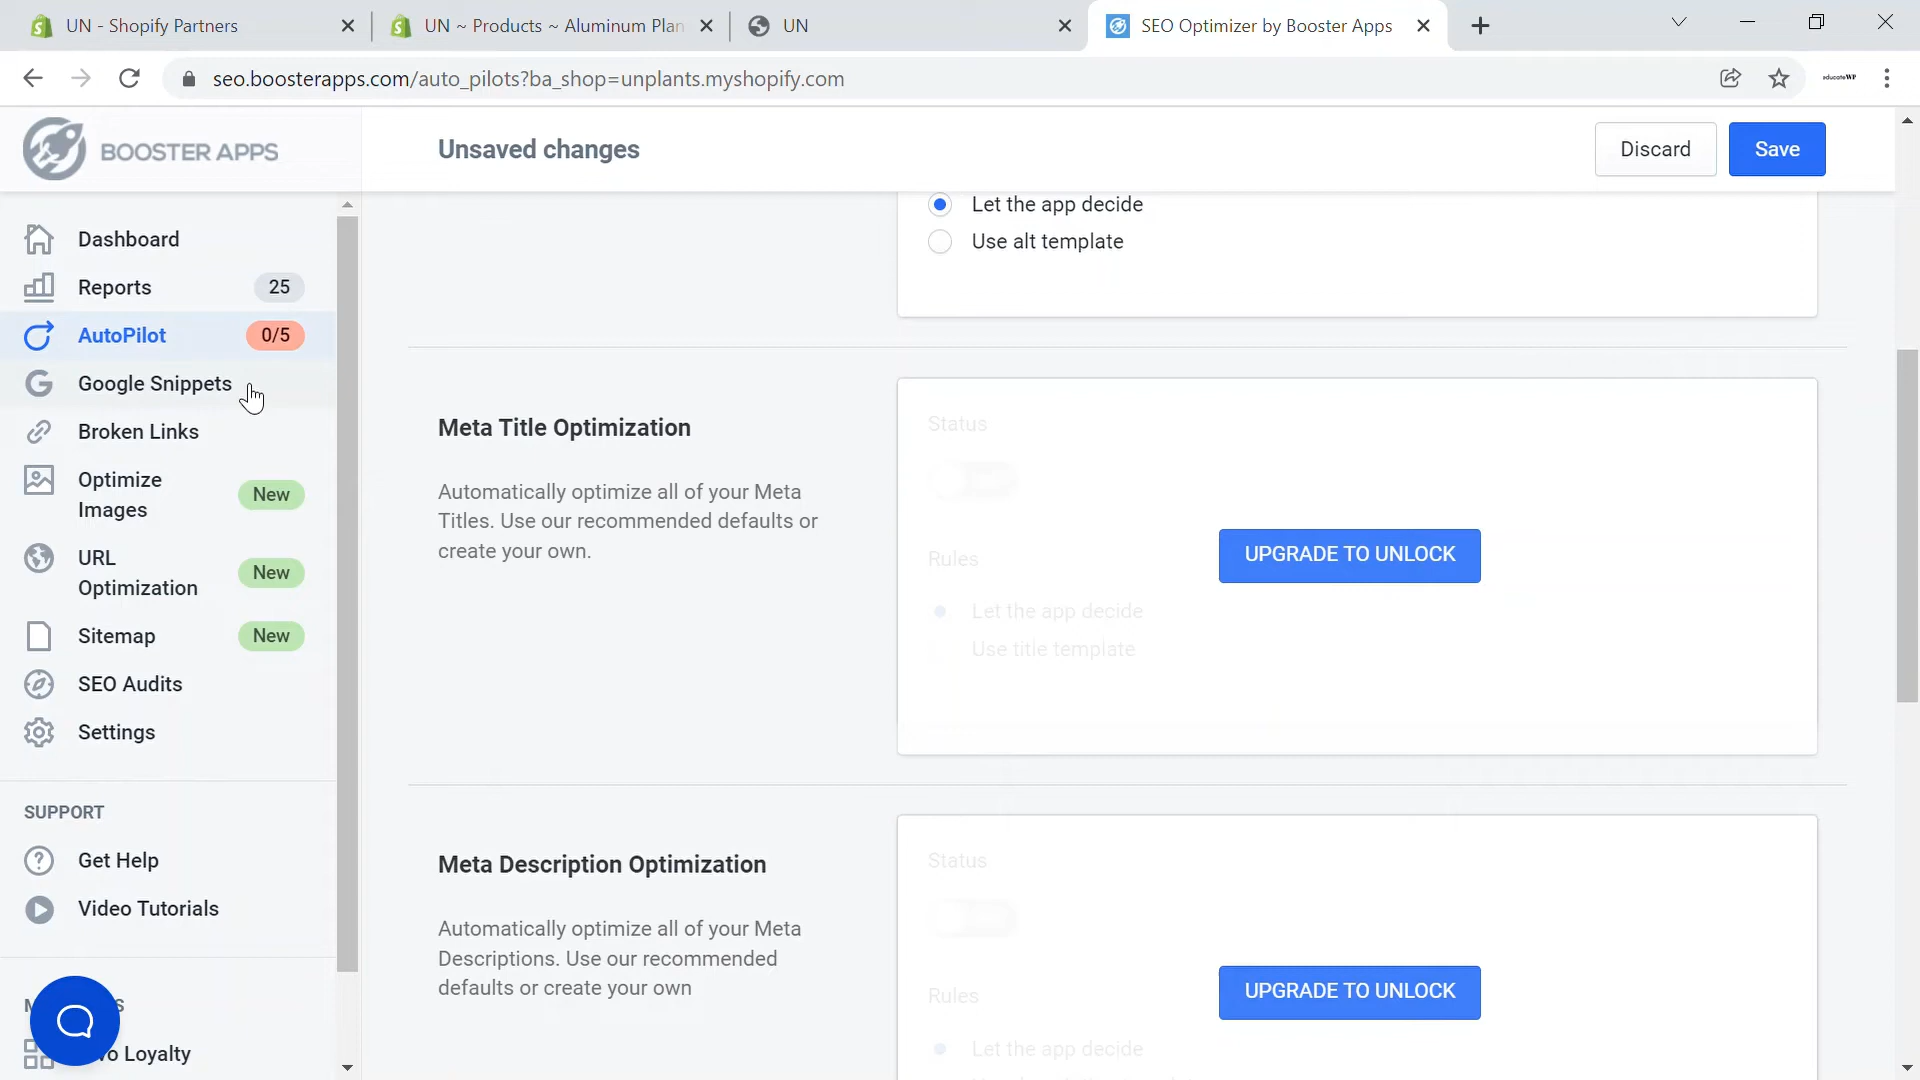 UN - Shopify Partners
UN ~ Products ~ Aluminum Plan
UN
SEO Optimizer by Booster Apps
seo.boosterapps.com/auto_pilots?ba_shop=unplants.myshopify.com
educateWP
BOOSTER APPS
Unsaved changes
Discard
Save
Dashboard
Reports 25
AutoPilot 0/5
Google Snippets
Broken Links
Optimize
Images
New
URL
Optimization
New
Sitemap New
SEO Audits
Settings
SUPPORT
Get Help
Video Tutorials
Loyalty
Let the app decide
Use alt template
Meta Title Optimization
Automatically optimize all of your Meta
Titles. Use our recommended defaults or
create your own.
Status
Rules
UPGRADE TO UNLOCK
Let the app decide
Use title template
Meta Description Optimization
Automatically optimize all of your Meta
Descriptions. Use our recommended
defaults or create your own
Status
Rules
UPGRADE TO UNLOCK
Let the app decide